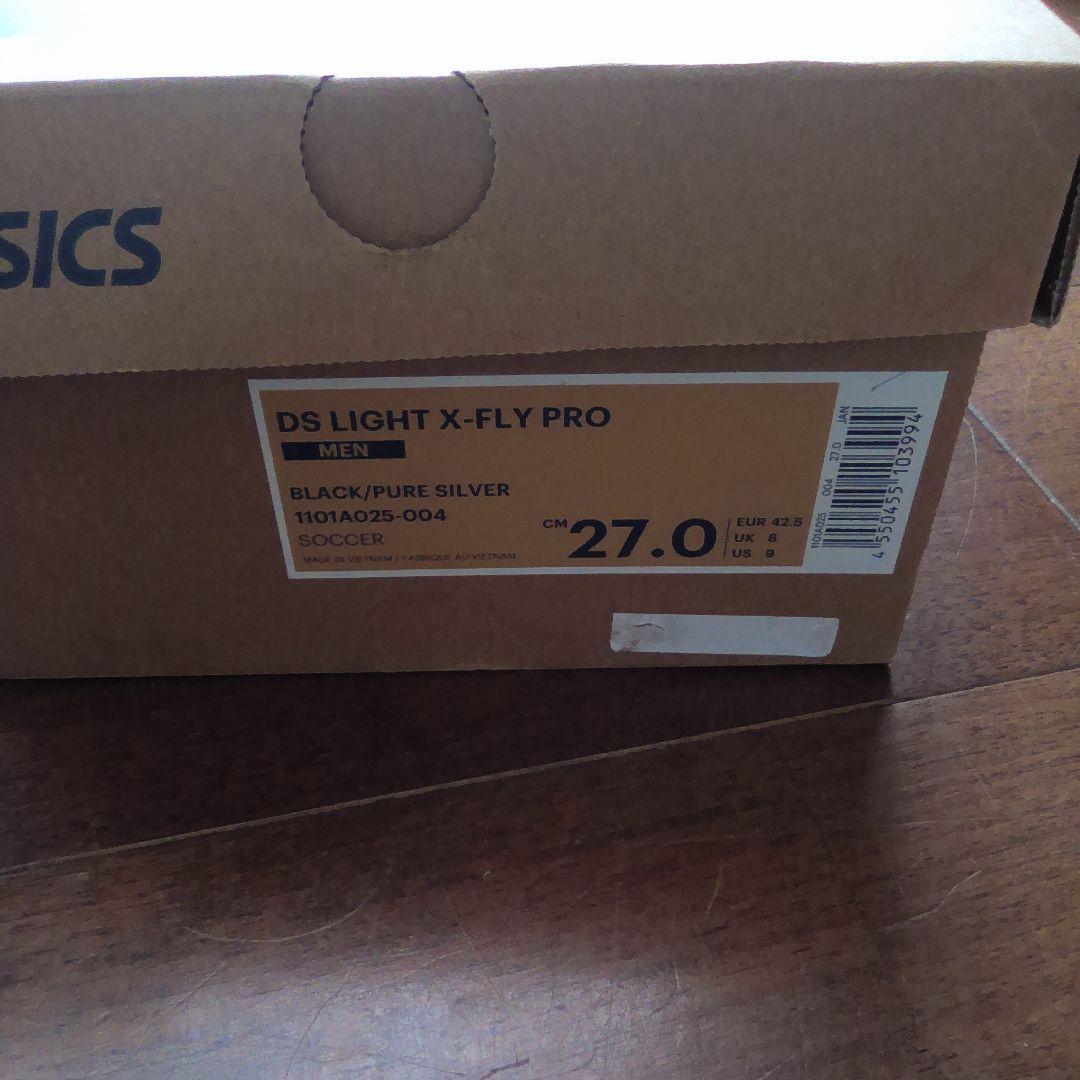 SICS
DS LIGHT X-FLY PRO
MEN
BLACK/PURE SILVER
1101A025-004
SOCCER
MADE IN VIETNAM / FABRIQUE AU VIETNAM
CM 27.0
EUR 42.5
UK 8
US 9
1101A025 004 27.0 JAN
4 550455 103994